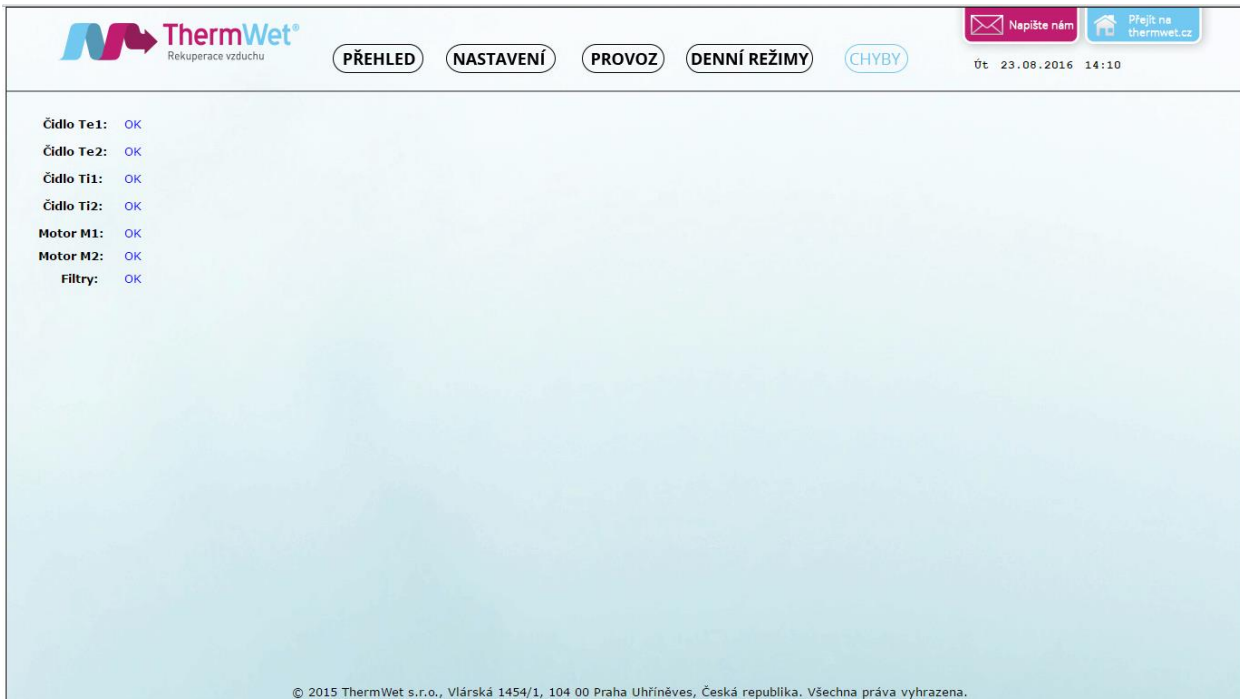 ThermWet®
Rekuperace vzduchu
PŘEHLED NASTAVENÍ PROVOZ DENNÍ REŽIMY CHYBY
Napište nám
Přejít na
thermwet.cz
Út 23.08.2016 14:10
Čidlo Te1: OK
Čidlo Te2: OK
Čidlo Ti1: OK
Čidlo Ti2: OK
Motor M1: OK
Motor M2: OK
Filtry: OK
© 2015 ThermWet s.r.o., Vlárská 1454/1, 104 00 Praha Uhříněves, Česká republika. Všechna práva vyhrazena.